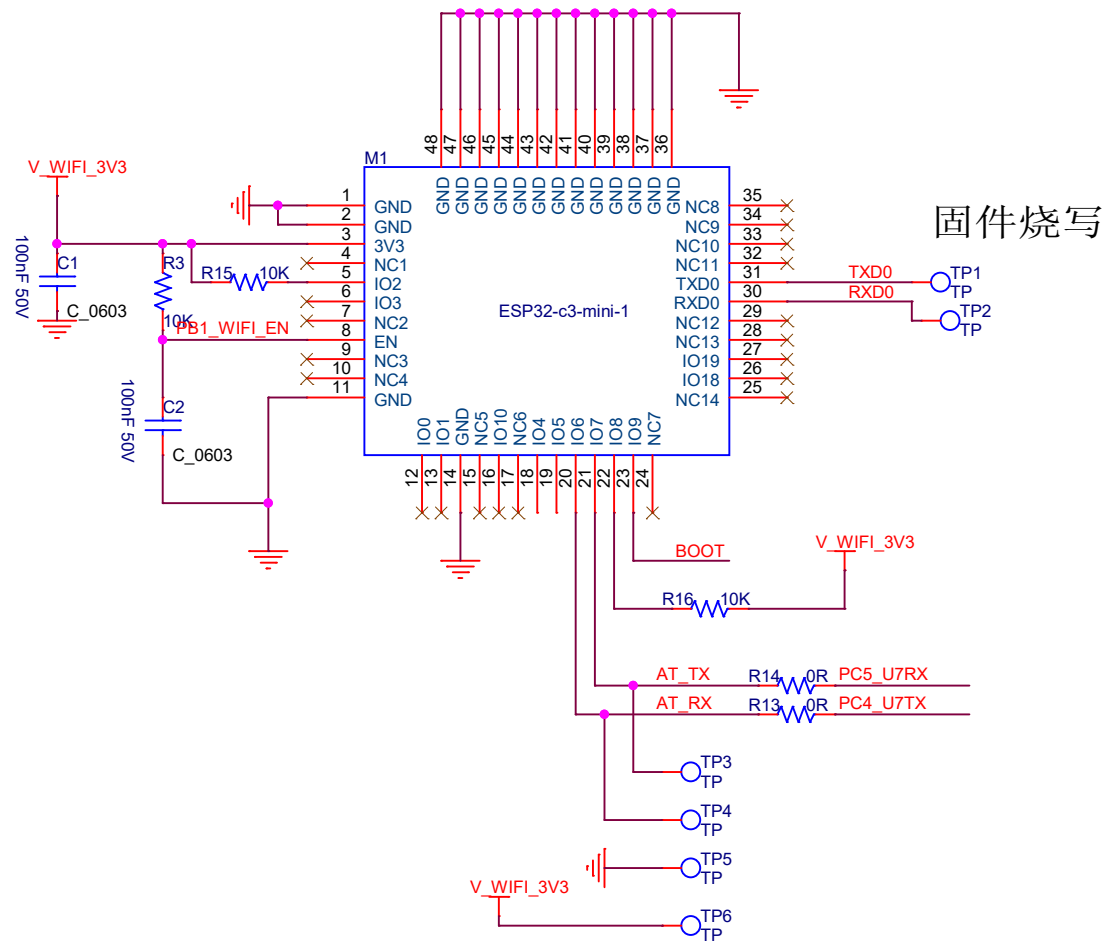 48 47 46 45 44 43 42 41 40 39 38 37 36
M1
GND GND GND GND GND GND GND GND GND GND GND GND GND
V_WIFI_3V3
1 GND
2 GND
3 3V3
4 NC1
5 IO2
6 IO3
7 NC2
8 EN
9 NC3
10 NC4
11 GND
NC8 35
NC9 34
NC10 33
NC11 32
TXD0 31
RXD0 30
NC12 29
NC13 28
IO19 27
IO18 26
NC14 25
固件烧写
C1
100nF 50V
C_0603
R3
10K
R15 10K
PB1_WIFI_EN
ESP32-c3-mini-1
TXD0
TP1
TP
RXD0
TP2
TP
C2
100nF 50V
C_0603
IO0 IO1 GND NC5 IO10 NC6 IO4 IO5 IO6 IO7 IO8 IO9 NC7
12 13 14 15 16 17 18 19 20 21 22 23 24
BOOT
V_WIFI_3V3
R16 10K
AT_TX R14 0R PC5_U7RX
AT_RX R13 0R PC4_U7TX
TP3
TP
TP4
TP
TP5
TP
V_WIFI_3V3
TP6
TP